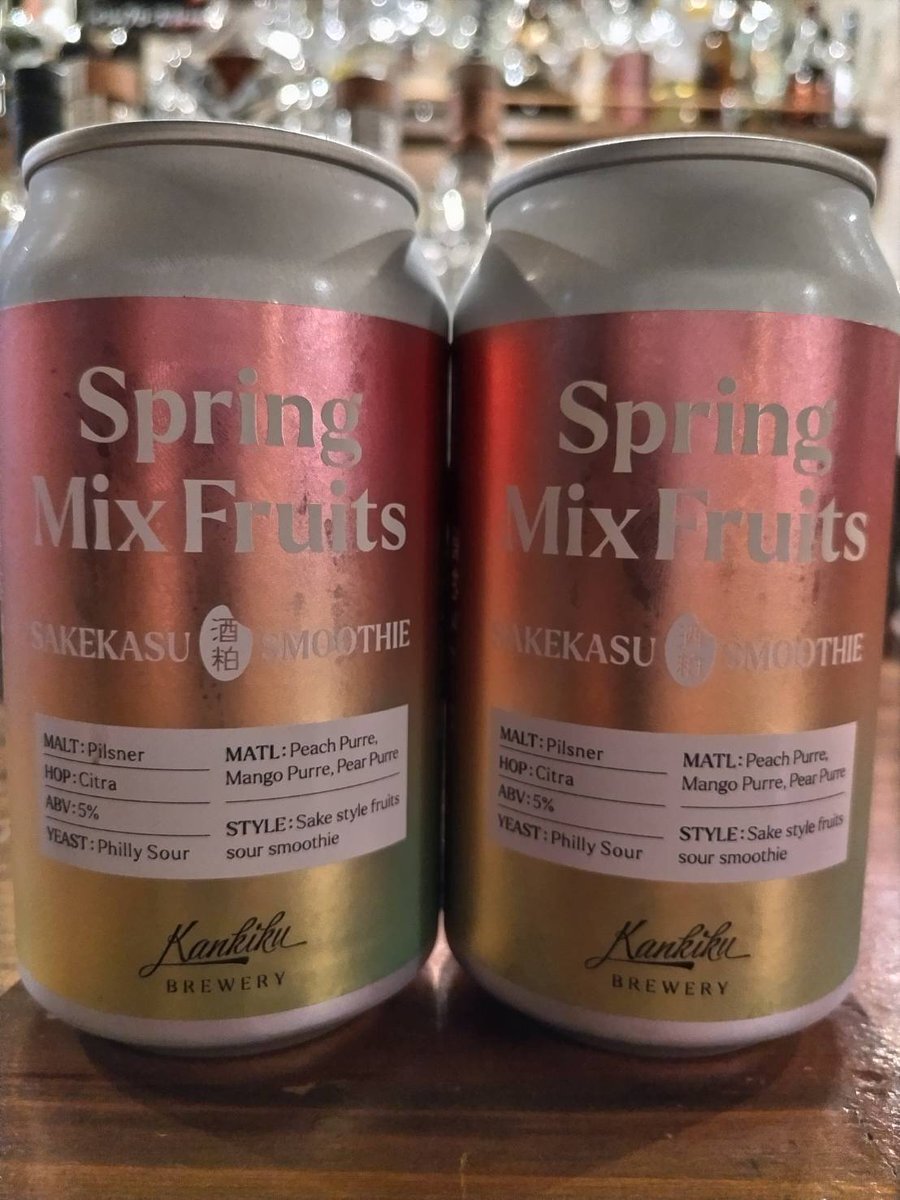 Spring
Mix Fruits
SAKEKASU 酒粕 SMOOTHIE
MALT: Pilsner
HOP: Citra
ABV: 5%
YEAST: Philly Sour
MATL: Peach Purre,
Mango Purre, Pear Purre
STYLE: Sake style fruits
sour smoothie
Kankiku
BREWERY
Spring
Mix Fruits
SAKEKASU 酒粕 SMOOTHIE
MALT: Pilsner
HOP: Citra
ABV: 5%
YEAST: Philly Sour
MATL: Peach Purre,
Mango Purre, Pear Purre
STYLE: Sake style fruits
sour smoothie
Kankiku
BREWERY